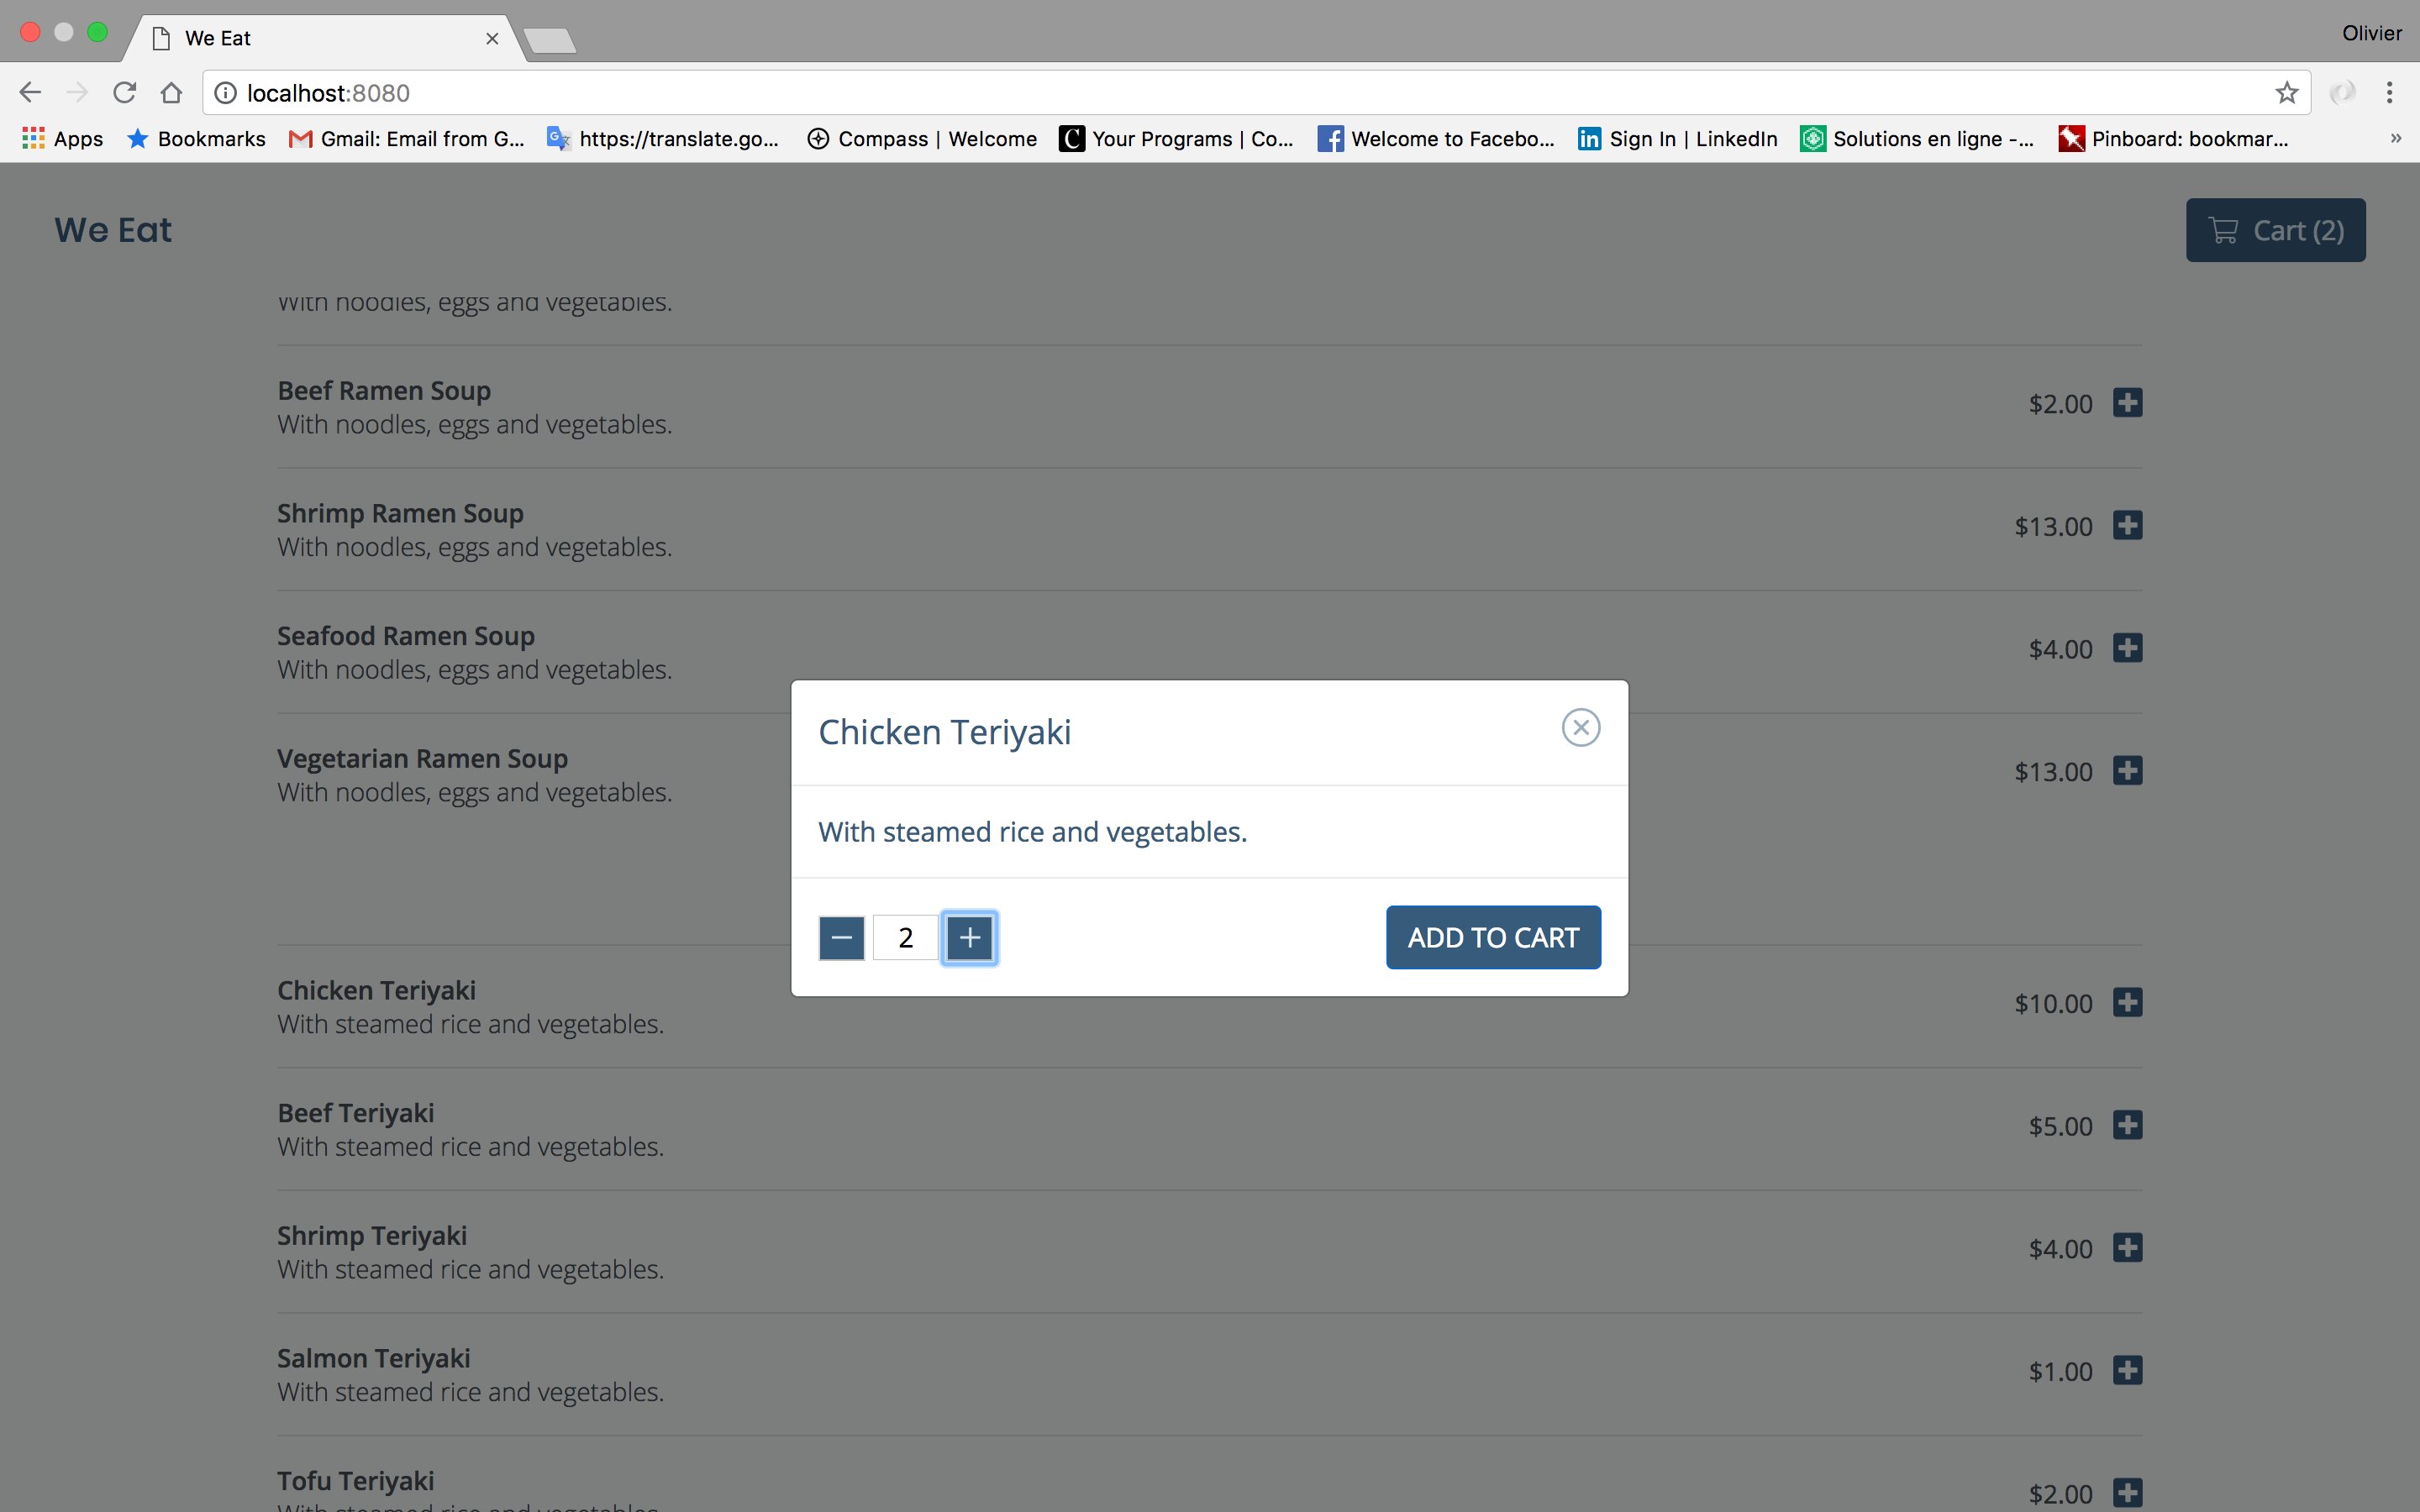 We Eat
Olivier
localhost:8080
Apps Bookmarks Gmail: Email from G... https://translate.go... Compass | Welcome Your Programs | Co... Welcome to Facebo... Sign In | LinkedIn Solutions en ligne -... Pinboard: bookmar... »
We Eat
Cart (2)
With noodles, eggs and vegetables.
Beef Ramen Soup
With noodles, eggs and vegetables.
$2.00
Shrimp Ramen Soup
With noodles, eggs and vegetables.
$13.00
Seafood Ramen Soup
With noodles, eggs and vegetables.
$4.00
Vegetarian Ramen Soup
With noodles, eggs and vegetables.
$13.00
Chicken Teriyaki
With steamed rice and vegetables.
2
ADD TO CART
Chicken Teriyaki
With steamed rice and vegetables.
$10.00
Beef Teriyaki
With steamed rice and vegetables.
$5.00
Shrimp Teriyaki
With steamed rice and vegetables.
$4.00
Salmon Teriyaki
With steamed rice and vegetables.
$1.00
Tofu Teriyaki
With steamed rice and vegetables.
$2.00